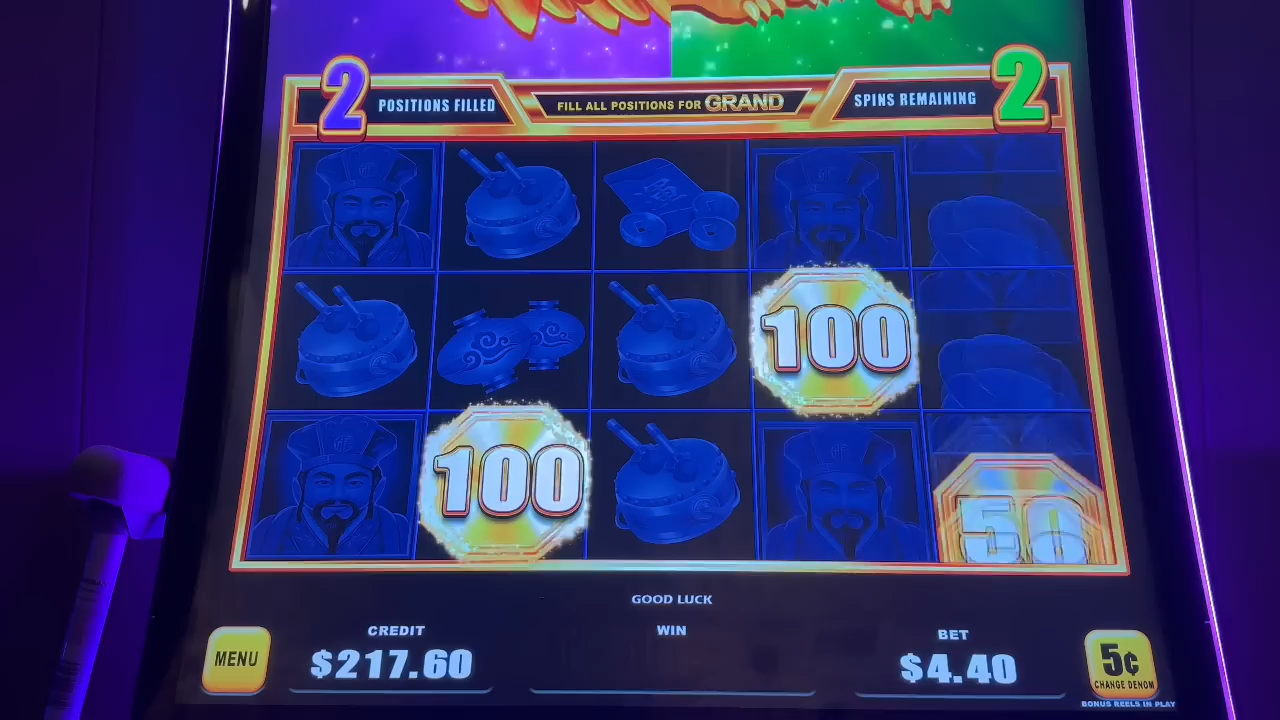 2 POSITIONS FILLED
FILL ALL POSITIONS FOR GRAND
SPINS REMAINING 2
100
100
50
GOOD LUCK
CREDIT
WIN
BET
MENU
$217.60
$4.40
5¢
CHANGE DENOM
BONUS REELS IN PLAY